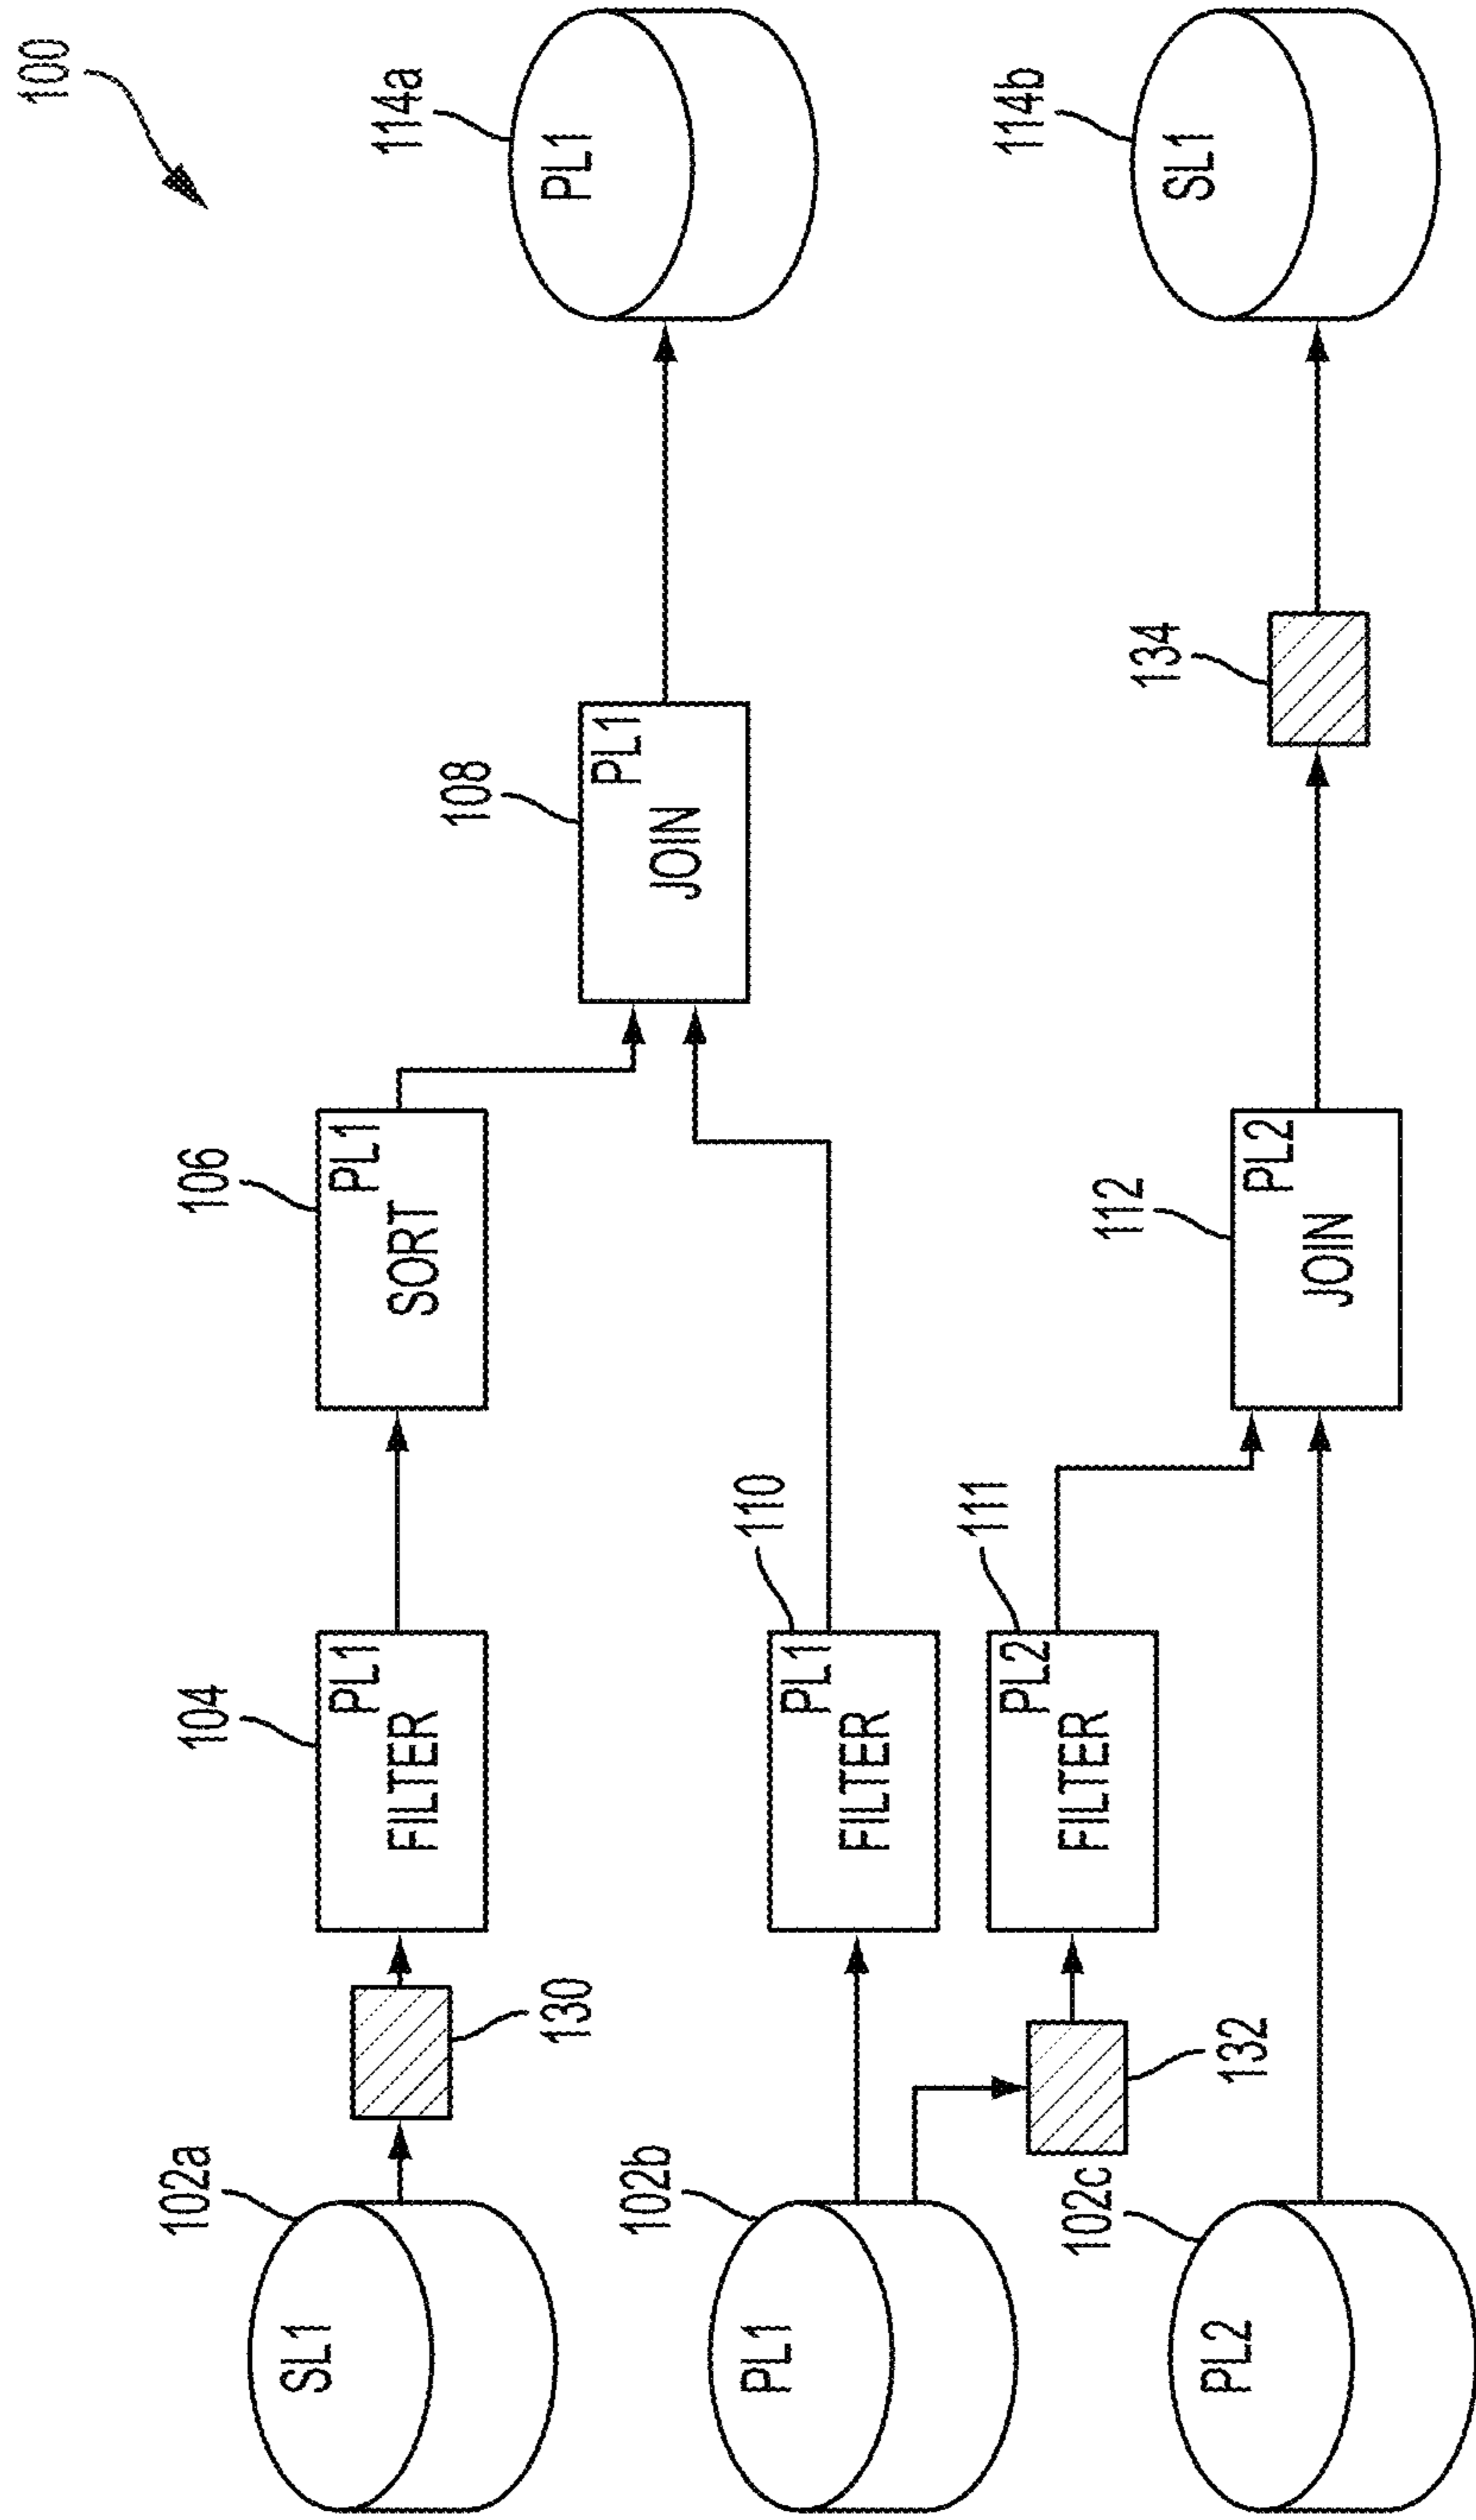 100
102a
SL1
130
104
PL1
FILTER
106
PL1
SORT
108
PL1
JOIN
114a
PL1
102b
PL1
110
PL1
FILTER
132
111
PL2
FILTER
102c
PL2
112
PL2
JOIN
134
114b
SL1